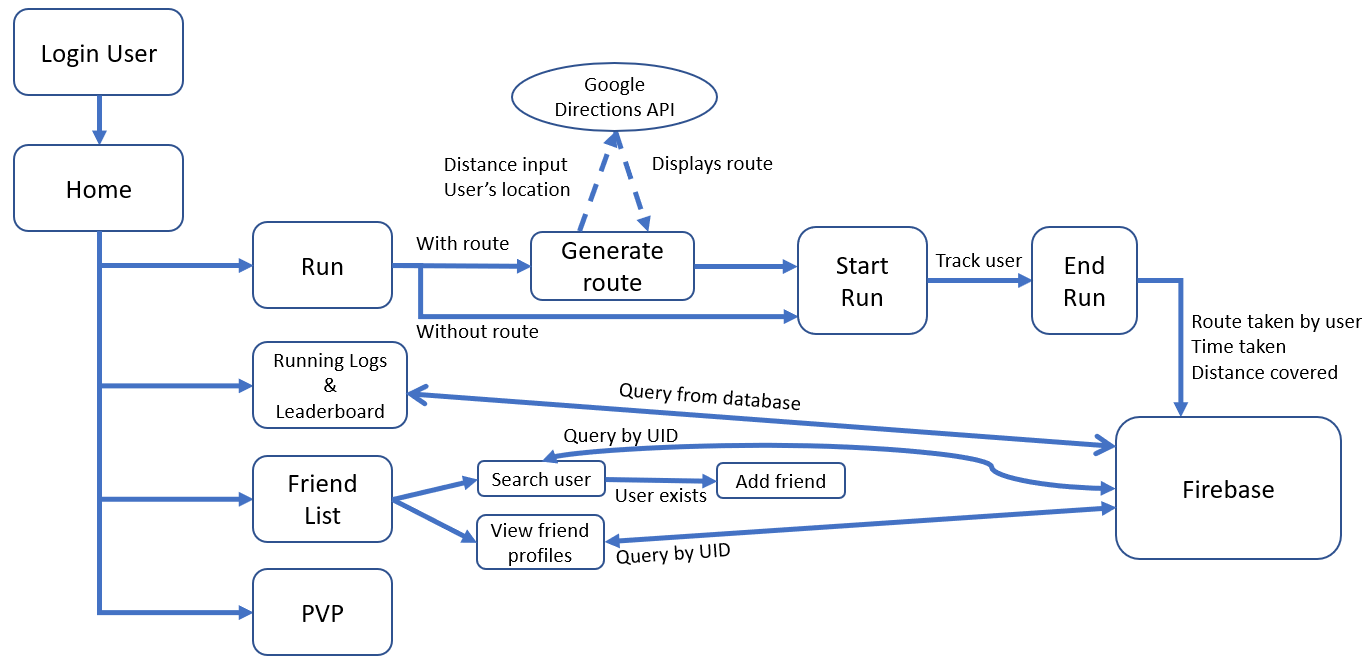 Login User
Home
Google
Directions API
Distance input
User's location
Displays route
Run
With route
Without route
Generate
route
Start
Run
Track user
End
Run
Route taken by user
Time taken
Distance covered
Running Logs
&
Leaderboard
Query from database
Query by UID
Friend
List
Search user
User exists
Add friend
View friend
profiles
Query by UID
Firebase
PVP